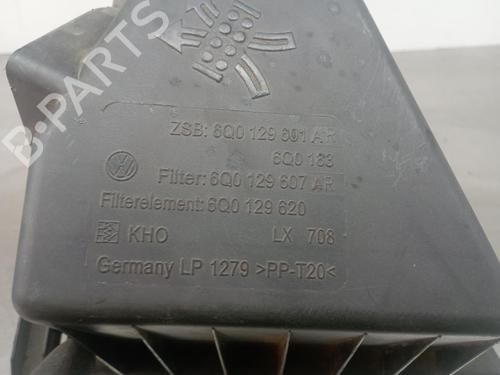 B-PARTS
ZSB: 6Q0 129 601 AR
6Q0 183
Filter: 6Q0 129 607 AR
Filterelement: 6Q0 129 620
KHO LX 708
Germany LP 1279 >PP-T20<